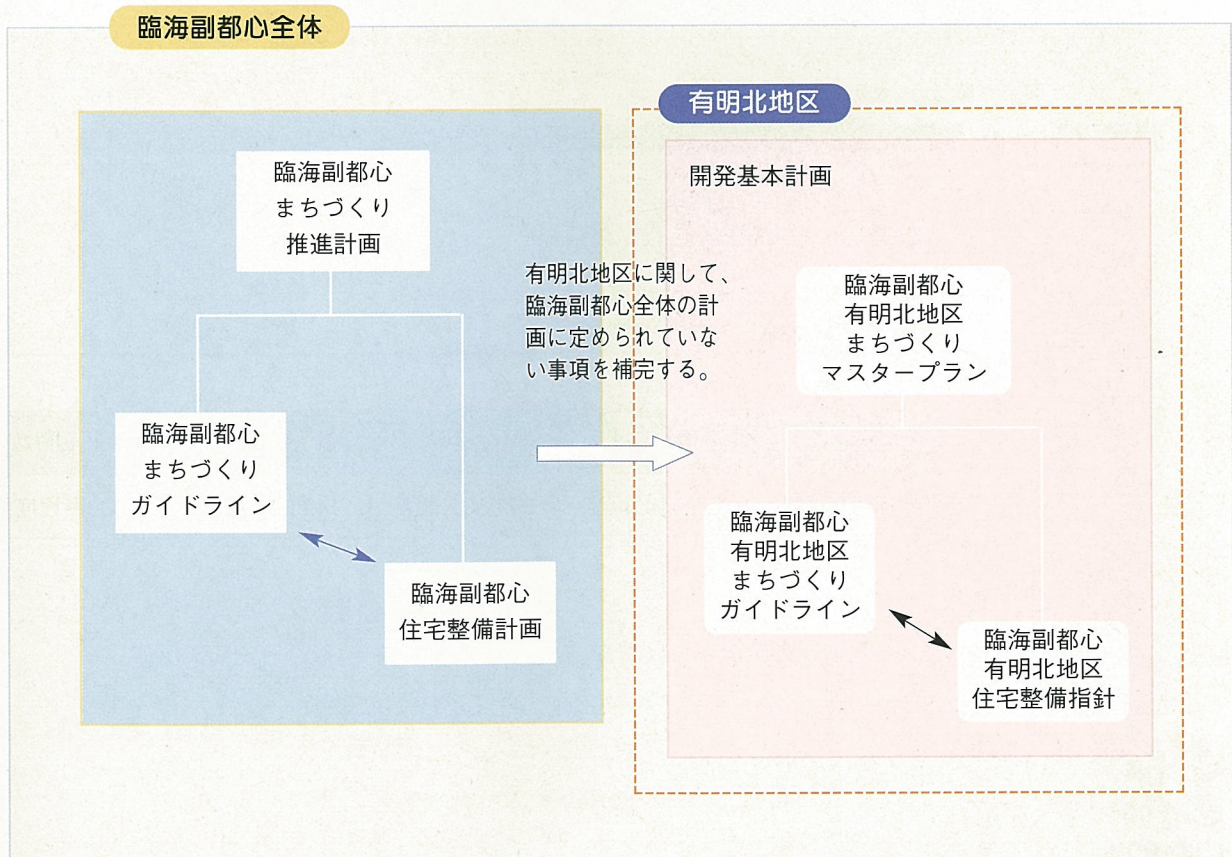 臨海副都心全体
臨海副都心
まちづくり
推進計画
臨海副都心
まちづくり
ガイドライン
臨海副都心
住宅整備計画
有明北地区に関して、
臨海副都心全体の計
画に定められていな
い事項を補完する。
有明北地区
開発基本計画
臨海副都心
有明北地区
まちづくり
マスタープラン
臨海副都心
有明北地区
まちづくり
ガイドライン
臨海副都心
有明北地区
住宅整備指針